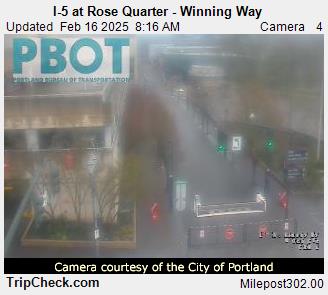 I-5 at Rose Quarter - Winning Way
Updated  Feb 16 2025  8:16 AM
Camera  4
PBOT
PORTLAND BUREAU OF TRANSPORTATION
Camera courtesy of the City of Portland
TripCheck.com
Milepost302.00